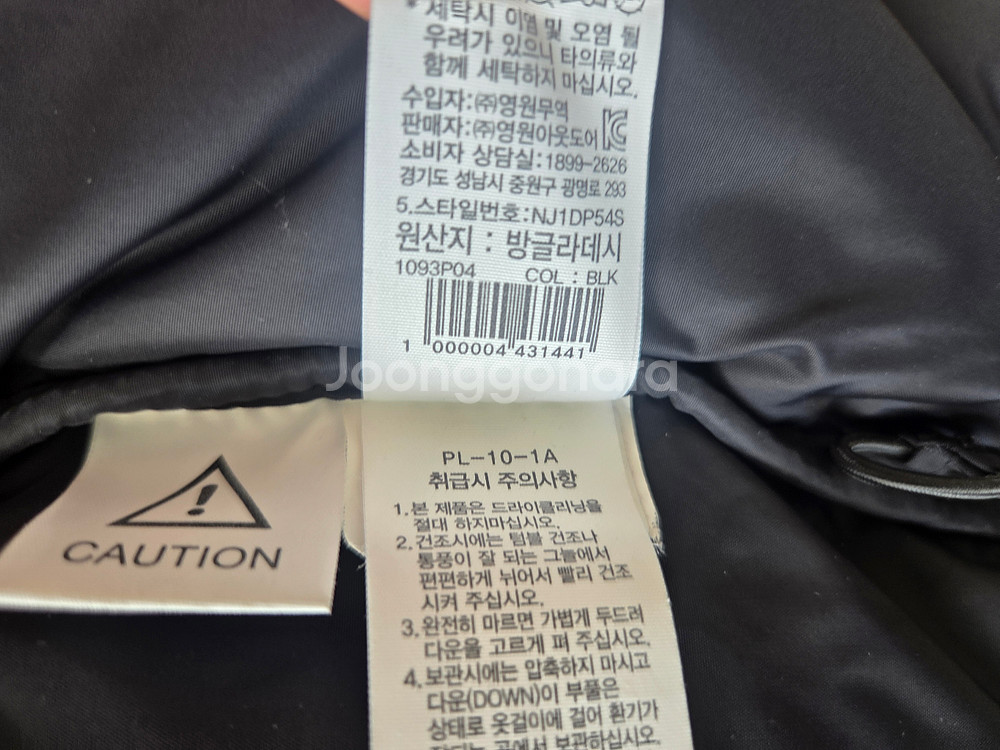 * 세탁시 이염 및 오염 될
우려가 있으니 타의류와
함께 세탁하지 마십시오.
수입자:㈜영원무역
판매자:㈜영원아웃도어
소비자 상담실:1899-2626
경기도 성남시 중원구 광명로 293
5.스타일번호:NJ1DP54S
원산지 : 방글라데시
1093P04 COL : BLK
1 000004 431441
Joonggonara
CAUTION
PL-10-1A
취급시 주의사항
1.본 제품은 드라이클리닝을
절대 하지마십시오.
2.건조시에는 텀블 건조나
통풍이 잘 되는 그늘에서
편편하게 뉘어서 빨리 건조
시켜 주십시오.
3.완전히 마르면 가볍게 두드려
다운을 고르게 펴 주십시오.
4.보관시에는 압축하지 마시고
다운(DOWN)이 부풀은
상태로 옷걸이에 걸어 환기가
곳에서 보관하십시오.